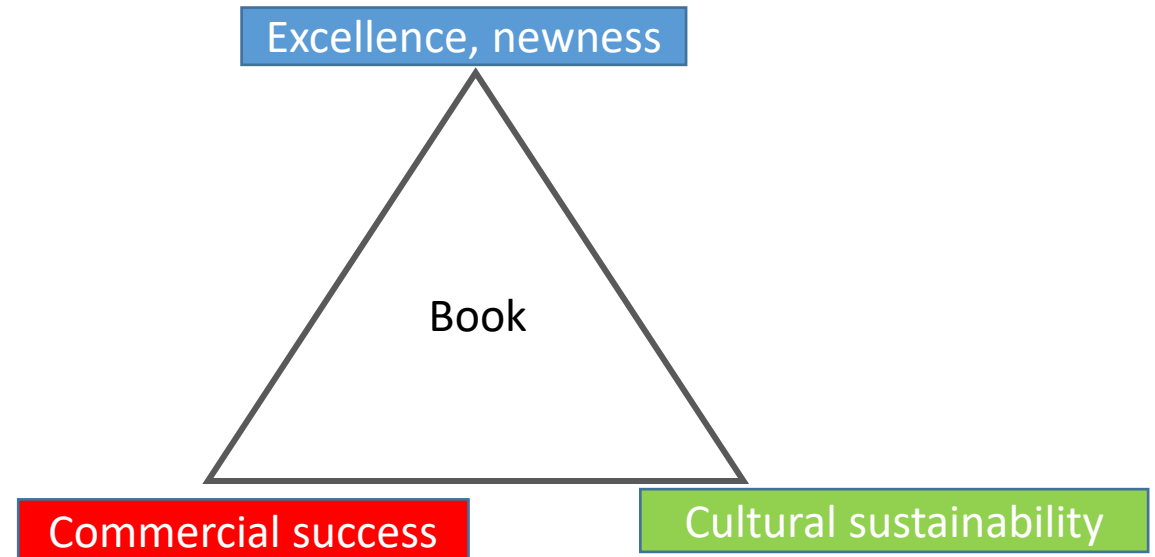 Excellence, newness
Book
Commercial success
Cultural sustainability